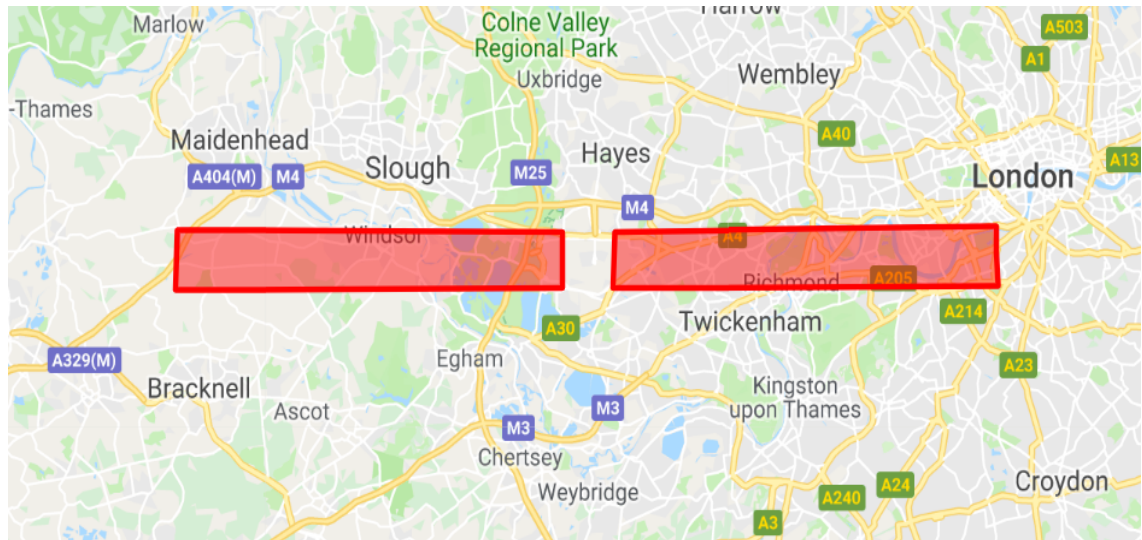 Marlow
Colne Valley
Regional Park
Harrow
A503
A1
Uxbridge
Wembley
-Thames
A40
Maidenhead
Hayes
A13
Slough
M25
London
A404(M)
M4
M4
Windsor
A4
Richmond
A205
A30
Twickenham
A214
A329(M)
Egham
A23
Bracknell
Kingston
upon Thames
Ascot
M3
M3
Chertsey
Weybridge
Croydon
A24
A240
A3